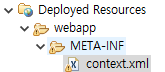 Deployed Resources
webapp
META-INF
context.xml